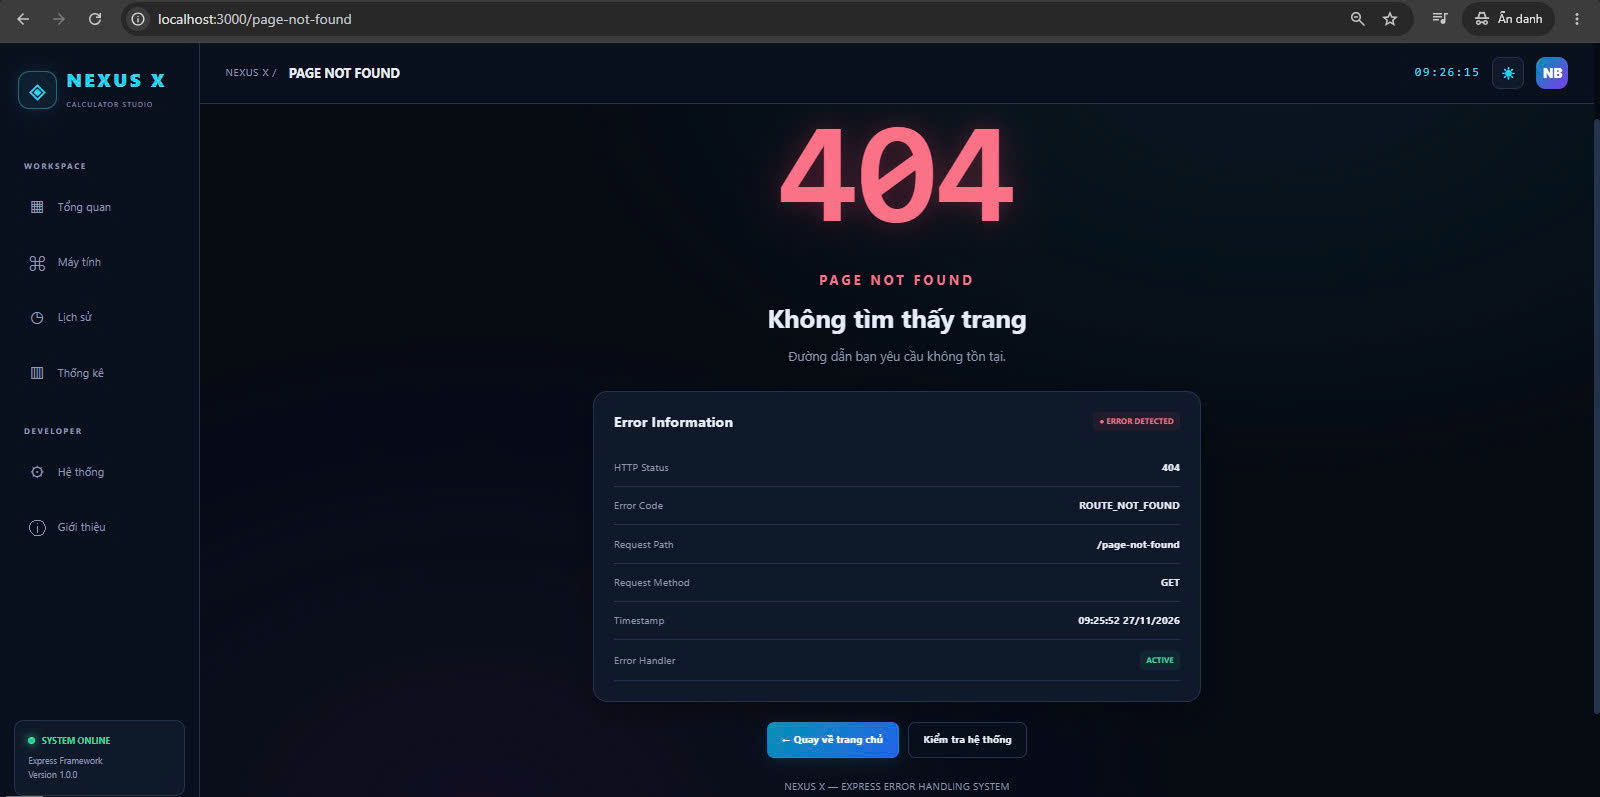 localhost:3000/page-not-found
Ẩn danh
NEXUS X
CALCULATOR STUDIO
NEXUS X / PAGE NOT FOUND
09:26:15
NB
WORKSPACE
Tổng quan
Máy tính
Lịch sử
Thống kê
DEVELOPER
Hệ thống
Giới thiệu
SYSTEM ONLINE
Express Framework
Version 1.0.0
404
PAGE NOT FOUND
Không tìm thấy trang
Đường dẫn bạn yêu cầu không tồn tại.
Error Information
ERROR DETECTED
HTTP Status 404
Error Code ROUTE_NOT_FOUND
Request Path /page-not-found
Request Method GET
Timestamp 09:25:52 27/11/2026
Error Handler ACTIVE
← Quay về trang chủ
Kiểm tra hệ thống
NEXUS X — EXPRESS ERROR HANDLING SYSTEM